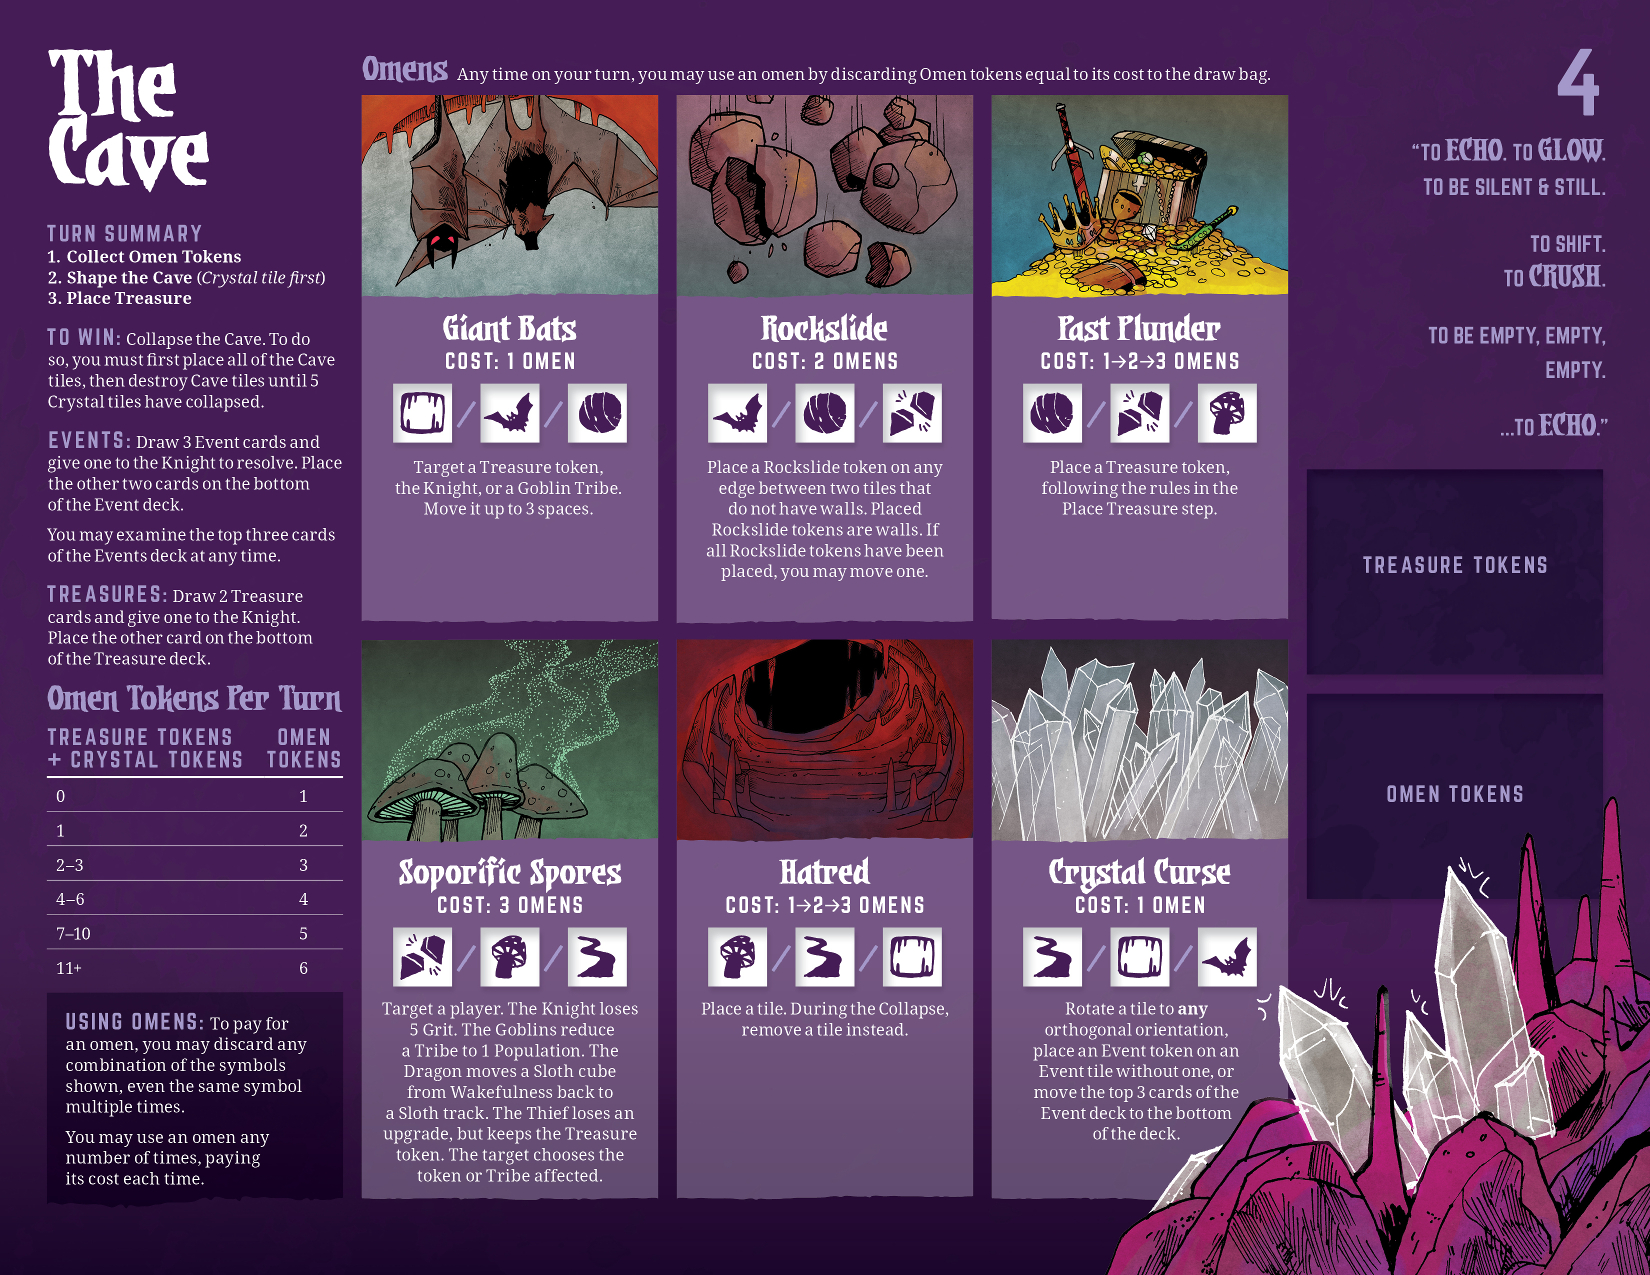 The
Cave
TURN SUMMARY
1. Collect Omen Tokens
2. Shape the Cave (Crystal tile first)
3. Place Treasure
TO WIN: Collapse the Cave. To do
so, you must first place all of the Cave
tiles, then destroy Cave tiles until 5
Crystal tiles have collapsed.
EVENTS: Draw 3 Event cards and
give one to the Knight to resolve. Place
the other two cards on the bottom
of the Event deck.
You may examine the top three cards
of the Events deck at any time.
TREASURES: Draw 2 Treasure
cards and give one to the Knight.
Place the other card on the bottom
of the Treasure deck.
Omen Tokens Per Turn
TREASURE TOKENS OMEN
+ CRYSTAL TOKENS TOKENS
0 1
1 2
2–3 3
4–6 4
7–10 5
11+ 6
USING OMENS: To pay for
an omen, you may discard any
combination of the symbols
shown, even the same symbol
multiple times.
You may use an omen any
number of times, paying
its cost each time.
Omens Any time on your turn, you may use an omen by discarding Omen tokens equal to its cost to the draw bag.
Giant Bats
COST: 1 OMEN
Target a Treasure token,
the Knight, or a Goblin Tribe.
Move it up to 3 spaces.
Rockslide
COST: 2 OMENS
Place a Rockslide token on any
edge between two tiles that
do not have walls. Placed
Rockslide tokens are walls. If
all Rockslide tokens have been
placed, you may move one.
Past Plunder
COST: 1→2→3 OMENS
Place a Treasure token,
following the rules in the
Place Treasure step.
Soporific Spores
COST: 3 OMENS
Target a player. The Knight loses
5 Grit. The Goblins reduce
a Tribe to 1 Population. The
Dragon moves a Sloth cube
from Wakefulness back to
a Sloth track. The Thief loses an
upgrade, but keeps the Treasure
token. The target chooses the
token or Tribe affected.
Hatred
COST: 1→2→3 OMENS
Place a tile. During the Collapse,
remove a tile instead.
Crystal Curse
COST: 1 OMEN
Rotate a tile to any
orthogonal orientation,
place an Event token on an
Event tile without one, or
move the top 3 cards of the
Event deck to the bottom
of the deck.
4
“TO ECHO. TO GLOW.
TO BE SILENT & STILL.
TO SHIFT.
TO CRUSH.
TO BE EMPTY, EMPTY,
EMPTY.
...TO ECHO.”
TREASURE TOKENS
OMEN TOKENS